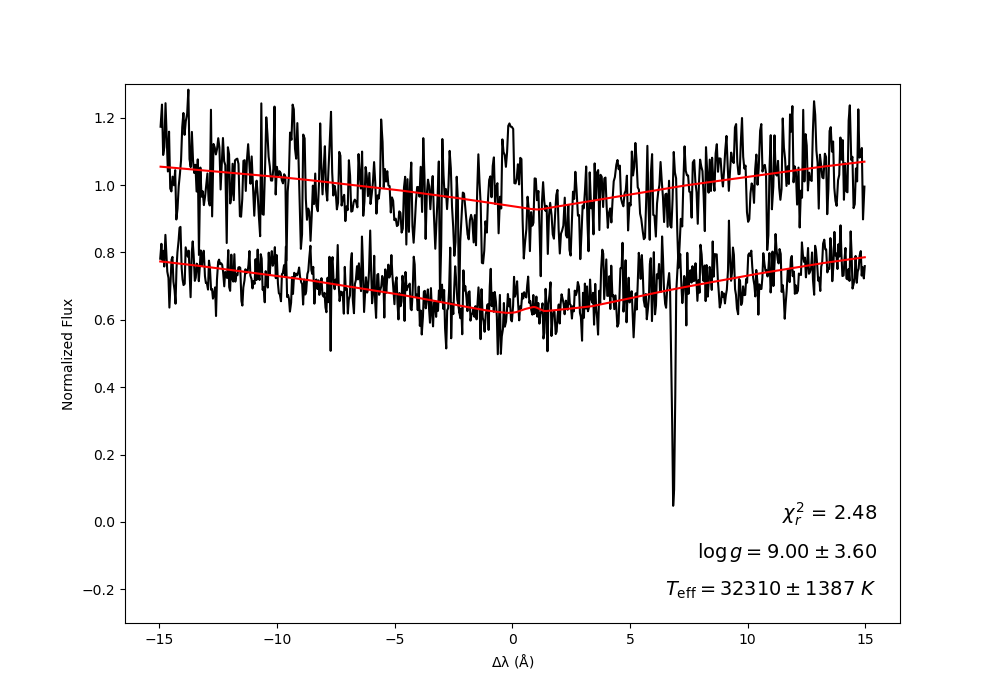 1.2
1.0
0.8
0.6
0.4
0.2
0.0
−0.2
Normalized Flux
χ²ᵣ = 2.48
log g = 9.00 ± 3.60
T_eff = 32310 ± 1387 K
−15 −10 −5 0 5 10 15
Δλ (Å)